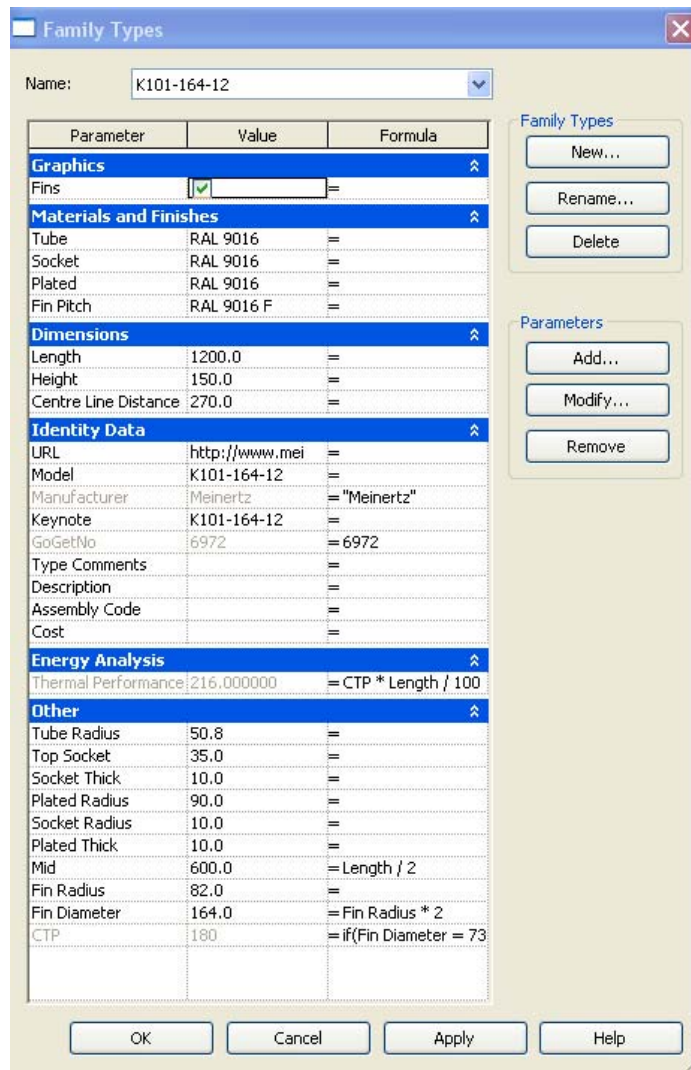 Family Types
Name: K101-164-12
Parameter Value Formula
Graphics
Fins =
Materials and Finishes
Tube RAL 9016 =
Socket RAL 9016 =
Plated RAL 9016 =
Fin Pitch RAL 9016 F =
Dimensions
Length 1200.0 =
Height 150.0 =
Centre Line Distance 270.0 =
Identity Data
URL http://www.mei =
Model K101-164-12 =
Manufacturer Meinertz = "Meinertz"
Keynote K101-164-12 =
GoGetNo 6972 = 6972
Type Comments =
Description =
Assembly Code =
Cost =
Energy Analysis
Thermal Performance 216.000000 = CTP * Length / 100
Other
Tube Radius 50.8 =
Top Socket 35.0 =
Socket Thick 10.0 =
Plated Radius 90.0 =
Socket Radius 10.0 =
Plated Thick 10.0 =
Mid 600.0 = Length / 2
Fin Radius 82.0 =
Fin Diameter 164.0 = Fin Radius * 2
CTP 180 = if(Fin Diameter = 73
Family Types
New...
Rename...
Delete
Parameters
Add...
Modify...
Remove
OK Cancel Apply Help